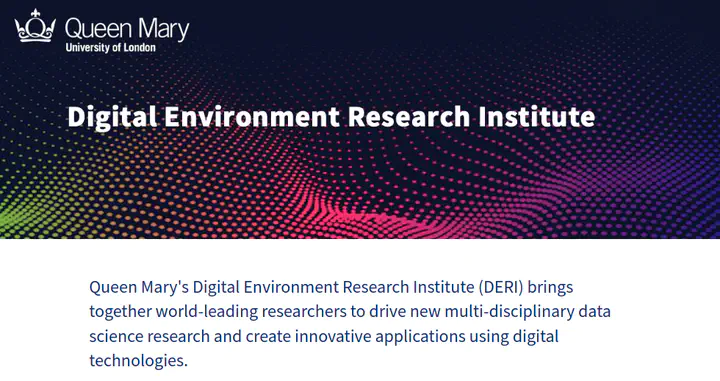 Queen Mary
University of London
Digital Environment Research Institute
Queen Mary's Digital Environment Research Institute (DERI) brings
together world-leading researchers to drive new multi-disciplinary data
science research and create innovative applications using digital
technologies.